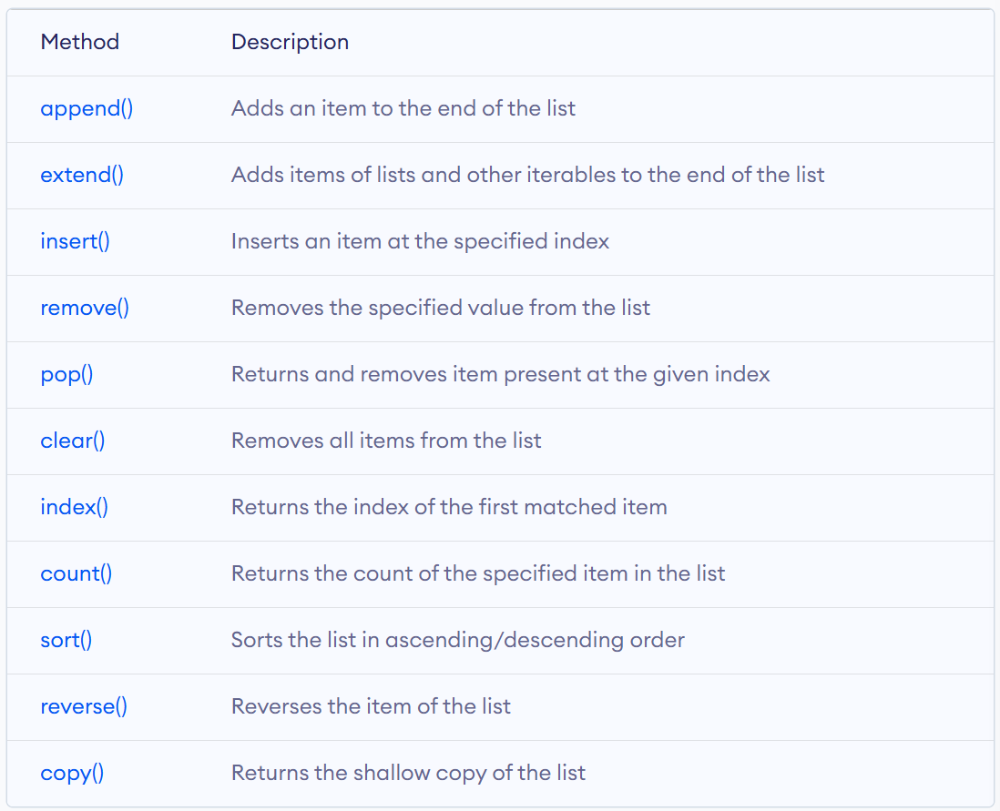 Method Description
append() Adds an item to the end of the list
extend() Adds items of lists and other iterables to the end of the list
insert() Inserts an item at the specified index
remove() Removes the specified value from the list
pop() Returns and removes item present at the given index
clear() Removes all items from the list
index() Returns the index of the first matched item
count() Returns the count of the specified item in the list
sort() Sorts the list in ascending/descending order
reverse() Reverses the item of the list
copy() Returns the shallow copy of the list